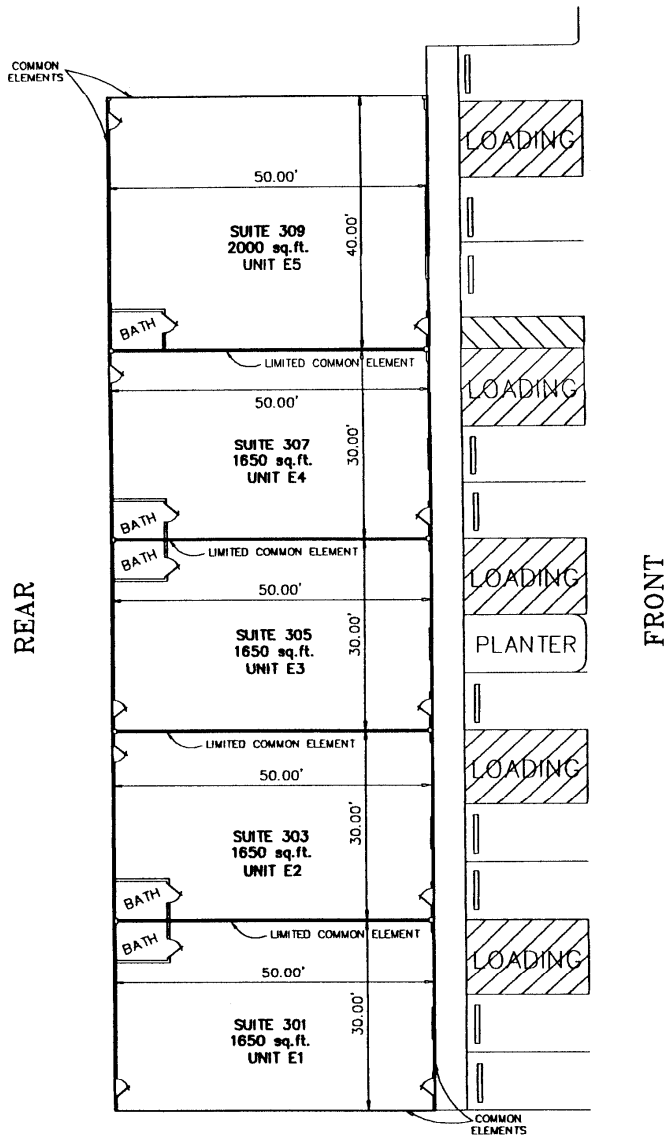 COMMON
ELEMENTS
LOADING
50.00'
40.00'
SUITE 309
2000 sq.ft.
UNIT E5
BATH
LIMITED COMMON ELEMENT
LOADING
50.00'
30.00'
SUITE 307
1650 sq.ft.
UNIT E4
BATH
LIMITED COMMON ELEMENT
BATH
LOADING
50.00'
30.00'
REAR
FRONT
SUITE 305
1650 sq.ft.
UNIT E3
PLANTER
LIMITED COMMON ELEMENT
LOADING
50.00'
30.00'
SUITE 303
1650 sq.ft.
UNIT E2
BATH
LIMITED COMMON ELEMENT
BATH
LOADING
50.00'
30.00'
SUITE 301
1650 sq.ft.
UNIT E1
COMMON
ELEMENTS